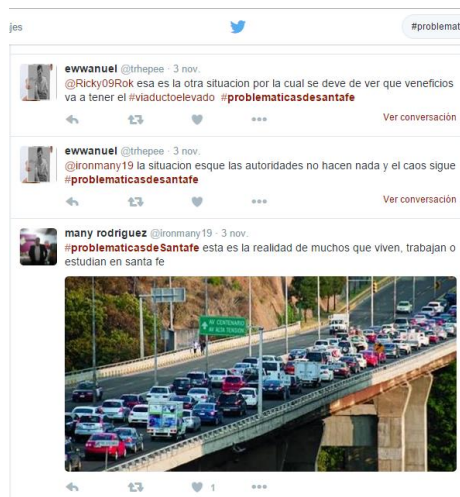 jes
#problemat
ewwanuel @trhepee · 3 nov.
@Ricky09Rok esa es la otra situacion por la cual se deve de ver que veneficios
va a tener el #viaductoelevado #problematicasdesantafe
Ver conversación
ewwanuel @trhepee · 3 nov.
@ironmany19 la situacion esque las autoridades no hacen nada y el caos sigue
#problematicasdesantafe
Ver conversación
many rodriguez @ironmany19 · 3 nov.
#problematicasdeSantafe esta es la realidad de muchos que viven, trabajan o
estudian en santa fe
AV CENTENARIO
AV ALTA TENSION
1